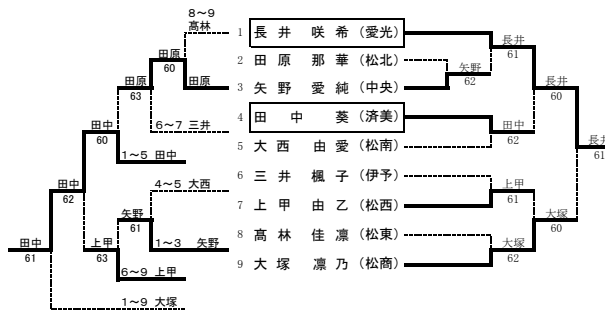 8～9
髙林
1 長井 咲希（愛光）
長井
61
田原
60
2 田原 那華（松北）
矢野
62
長井
60
田原
63
田原
3 矢野 愛純（中央）
4 田中 葵（済美）
田中
62
6～7 三井
田中
60
5 大西 由愛（松南）
長井
61
1～5 田中
6 三井 楓子（伊予）
上甲
61
4～5 大西
田中
62
7 上甲 由乙（松西）
大塚
60
矢野
61
8 髙林 佳凛（松東）
大塚
62
1～3 矢野
田中
61
上甲
63
9 大塚 凛乃（松商）
6～9 上甲
1～9 大塚